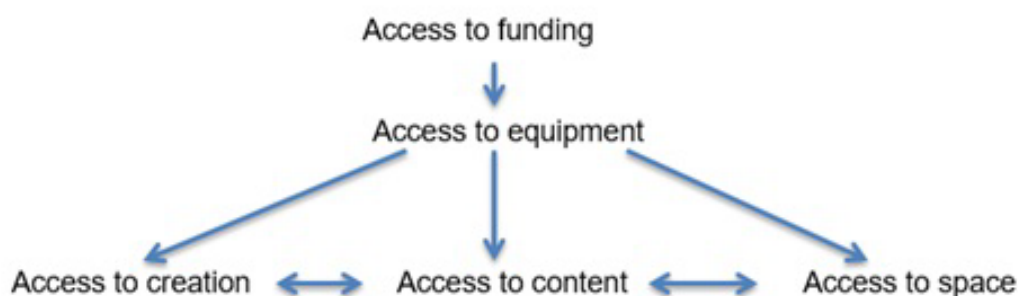 Access to funding
Access to equipment
Access to creation
Access to content
Access to space